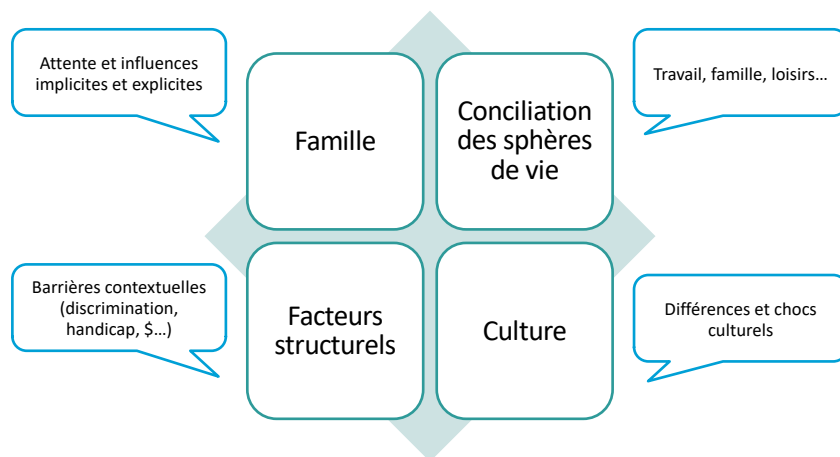 Attente et influences
implicites et explicites
Famille
Conciliation
des sphères
de vie
Travail, famille, loisirs…
Barrières contextuelles
(discrimination,
handicap, $…)
Facteurs
structurels
Culture
Différences et chocs
culturels